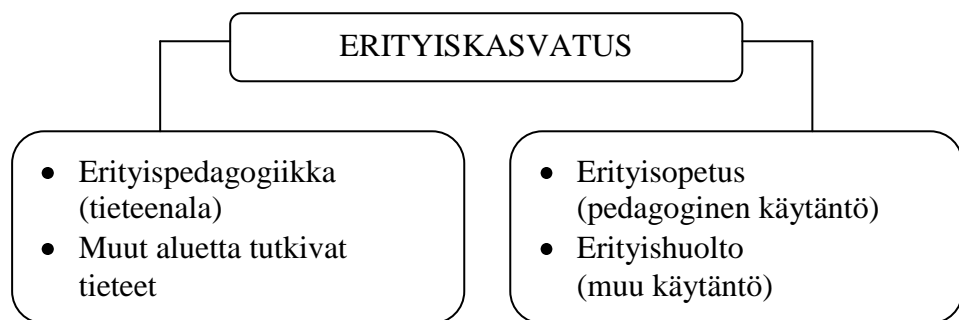 ERITYISKASVATUS
• Erityispedagogiikka
(tieteenala)
• Muut aluetta tutkivat
tieteet
• Erityisopetus
(pedagoginen käytäntö)
• Erityishuolto
(muu käytäntö)